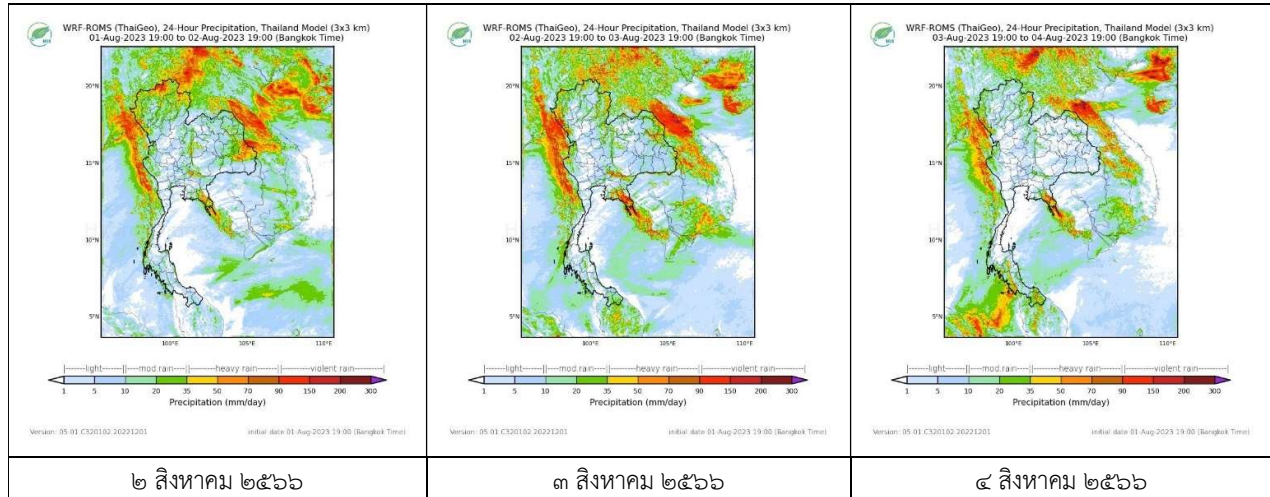 WRF-ROMS (ThaiGeo), 24-Hour Precipitation, Thailand Model (3x3 km)
01-Aug-2023 19:00 to 02-Aug-2023 19:00 (Bangkok Time)
20°N
15°N
10°N
5°N
100°E 105°E 110°E
|-------light--------||---mod.rain---||------heavy rain------||------violent rain------|
1 5 10 20 35 50 70 90 150 200 300
Precipitation (mm/day)
Version: 05.01.C320102.20221201 initial date 01-Aug-2023 19:00 (Bangkok Time)
๒ สิงหาคม ๒๕๖๖
WRF-ROMS (ThaiGeo), 24-Hour Precipitation, Thailand Model (3x3 km)
02-Aug-2023 19:00 to 03-Aug-2023 19:00 (Bangkok Time)
20°N
15°N
10°N
5°N
100°E 105°E 110°E
|-------light--------||---mod.rain---||------heavy rain------||------violent rain------|
1 5 10 20 35 50 70 90 150 200 300
Precipitation (mm/day)
Version: 05.01.C320102.20221201 initial date 01-Aug-2023 19:00 (Bangkok Time)
๓ สิงหาคม ๒๕๖๖
WRF-ROMS (ThaiGeo), 24-Hour Precipitation, Thailand Model (3x3 km)
03-Aug-2023 19:00 to 04-Aug-2023 19:00 (Bangkok Time)
20°N
15°N
10°N
5°N
100°E 105°E 110°E
|-------light--------||---mod.rain---||------heavy rain------||------violent rain------|
1 5 10 20 35 50 70 90 150 200 300
Precipitation (mm/day)
Version: 05.01.C320102.20221201 initial date 01-Aug-2023 19:00 (Bangkok Time)
๔ สิงหาคม ๒๕๖๖